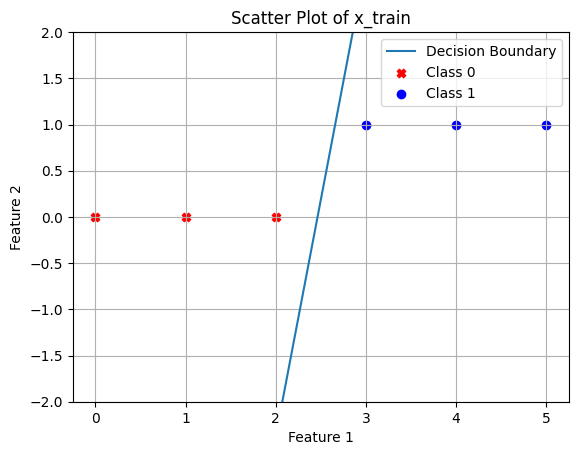 Scatter Plot of x_train
Decision Boundary
Class 0
Class 1
2.0
1.5
1.0
0.5
0.0
−0.5
−1.0
−1.5
−2.0
Feature 2
0 1 2 3 4 5
Feature 1